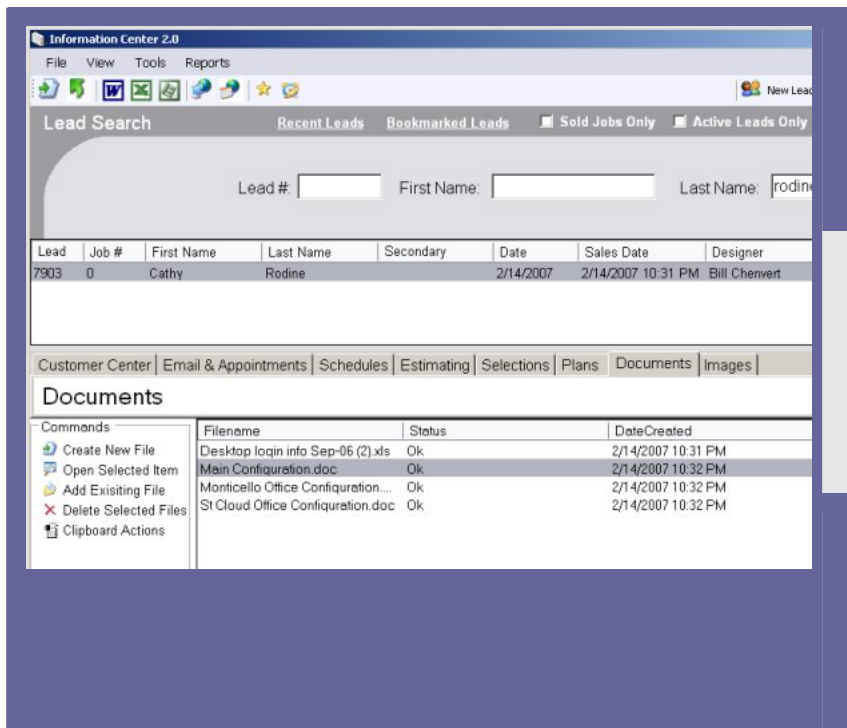 Information Center 2.0
File View Tools Reports
New Lead
Lead Search Recent Leads Bookmarked Leads Sold Jobs Only Active Leads Only
Lead #: First Name: Last Name: rodine
Lead Job # First Name Last Name Secondary Date Sales Date Designer
7903 0 Cathy Rodine 2/14/2007 2/14/2007 10:31 PM Bill Chenvert
Customer Center Email & Appointments Schedules Estimating Selections Plans Documents Images
Documents
Commands Filename Status DateCreated
Create New File Desktop login info Sep-06 (2).xls Ok 2/14/2007 10:31 PM
Open Selected Item Main Configuration.doc Ok 2/14/2007 10:32 PM
Add Exisiting File Monticello Office Configuration.... Ok 2/14/2007 10:32 PM
Delete Selected Files St Cloud Office Configuration.doc Ok 2/14/2007 10:32 PM
Clipboard Actions